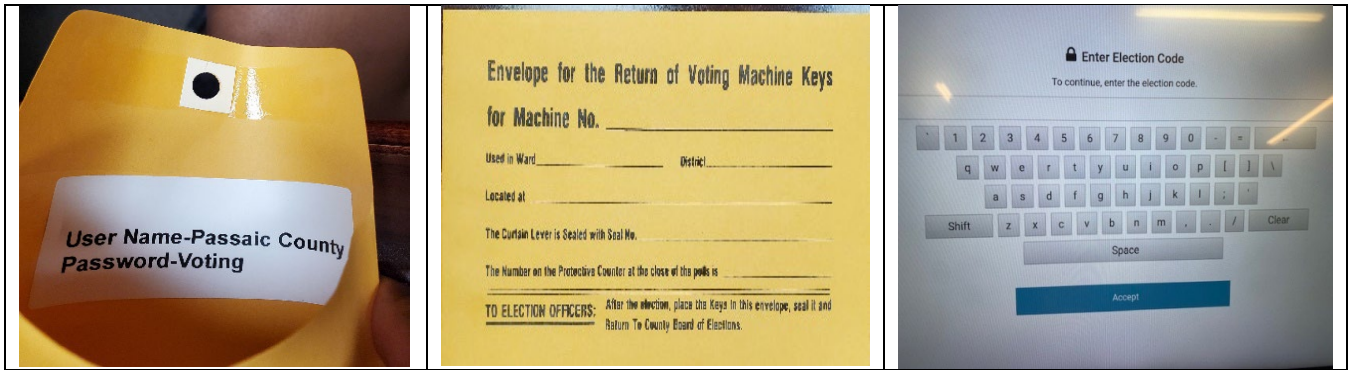 User Name-Passaic County
Password-Voting
Envelope for the Return of Voting Machine Keys
for Machine No.
Used in Ward District
Located at
The Curtain Lever is Sealed with Seal No.
The Number on the Protective Counter at the close of the polls is
TO ELECTION OFFICERS: After the election, place the Keys in this envelope, seal it and
Return To County Board of Elections.
Enter Election Code
To continue, enter the election code.
` 1 2 3 4 5 6 7 8 9 0 - = ←
q w e r t y u i o p [ ] \
a s d f g h j k l ; '
Shift z x c v b n m , . / Clear
Space
Accept